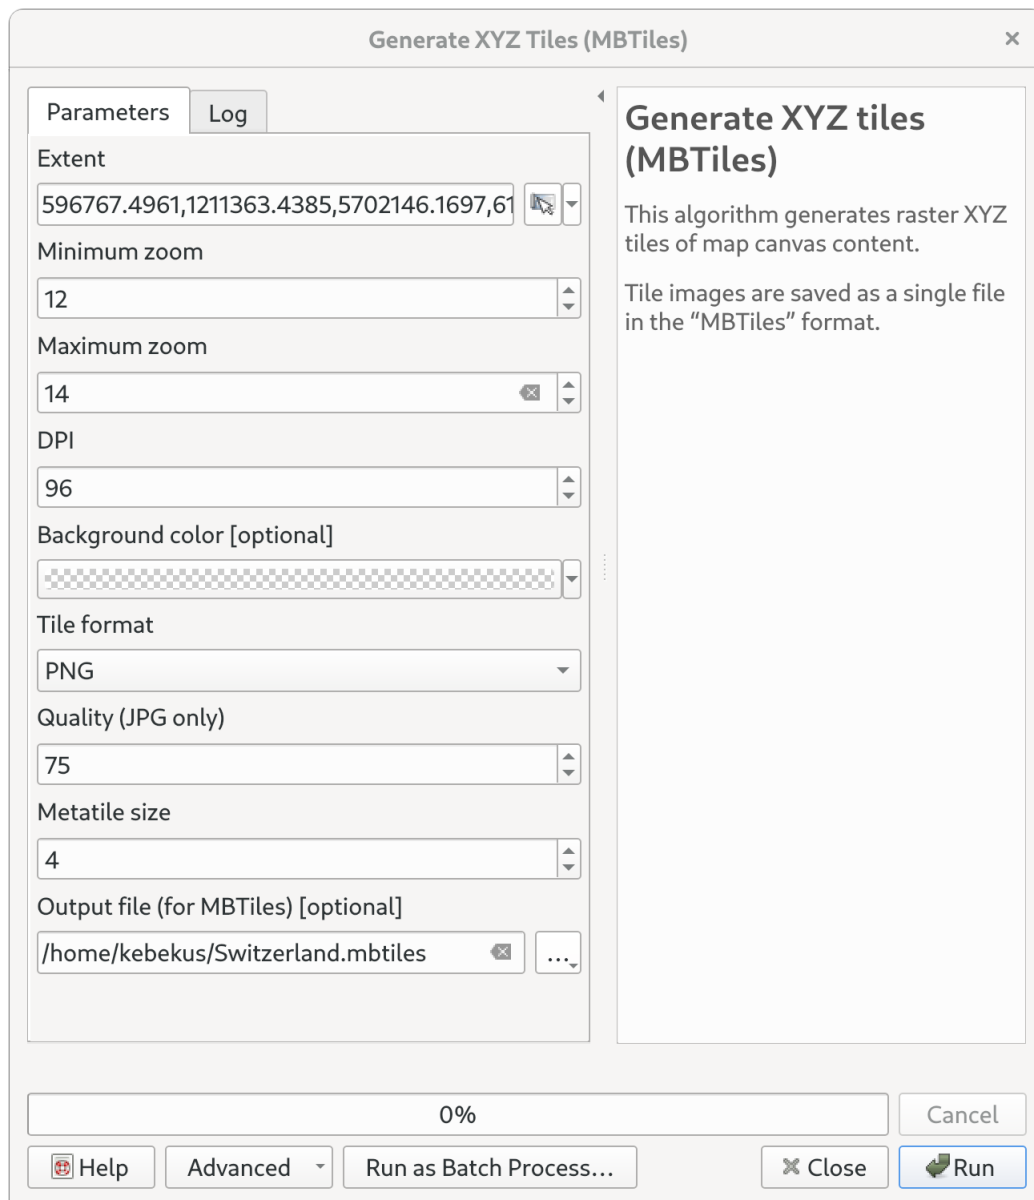 Generate XYZ Tiles (MBTiles)
Parameters
Log
Extent
596767.4961,1211363.4385,5702146.1697,61
Minimum zoom
12
Maximum zoom
14
DPI
96
Background color [optional]
Tile format
PNG
Quality (JPG only)
75
Metatile size
4
Output file (for MBTiles) [optional]
/home/kebekus/Switzerland.mbtiles
...
Generate XYZ tiles
(MBTiles)
This algorithm generates raster XYZ
tiles of map canvas content.
Tile images are saved as a single file
in the “MBTiles” format.
0%
Cancel
Help
Advanced
Run as Batch Process...
Close
Run